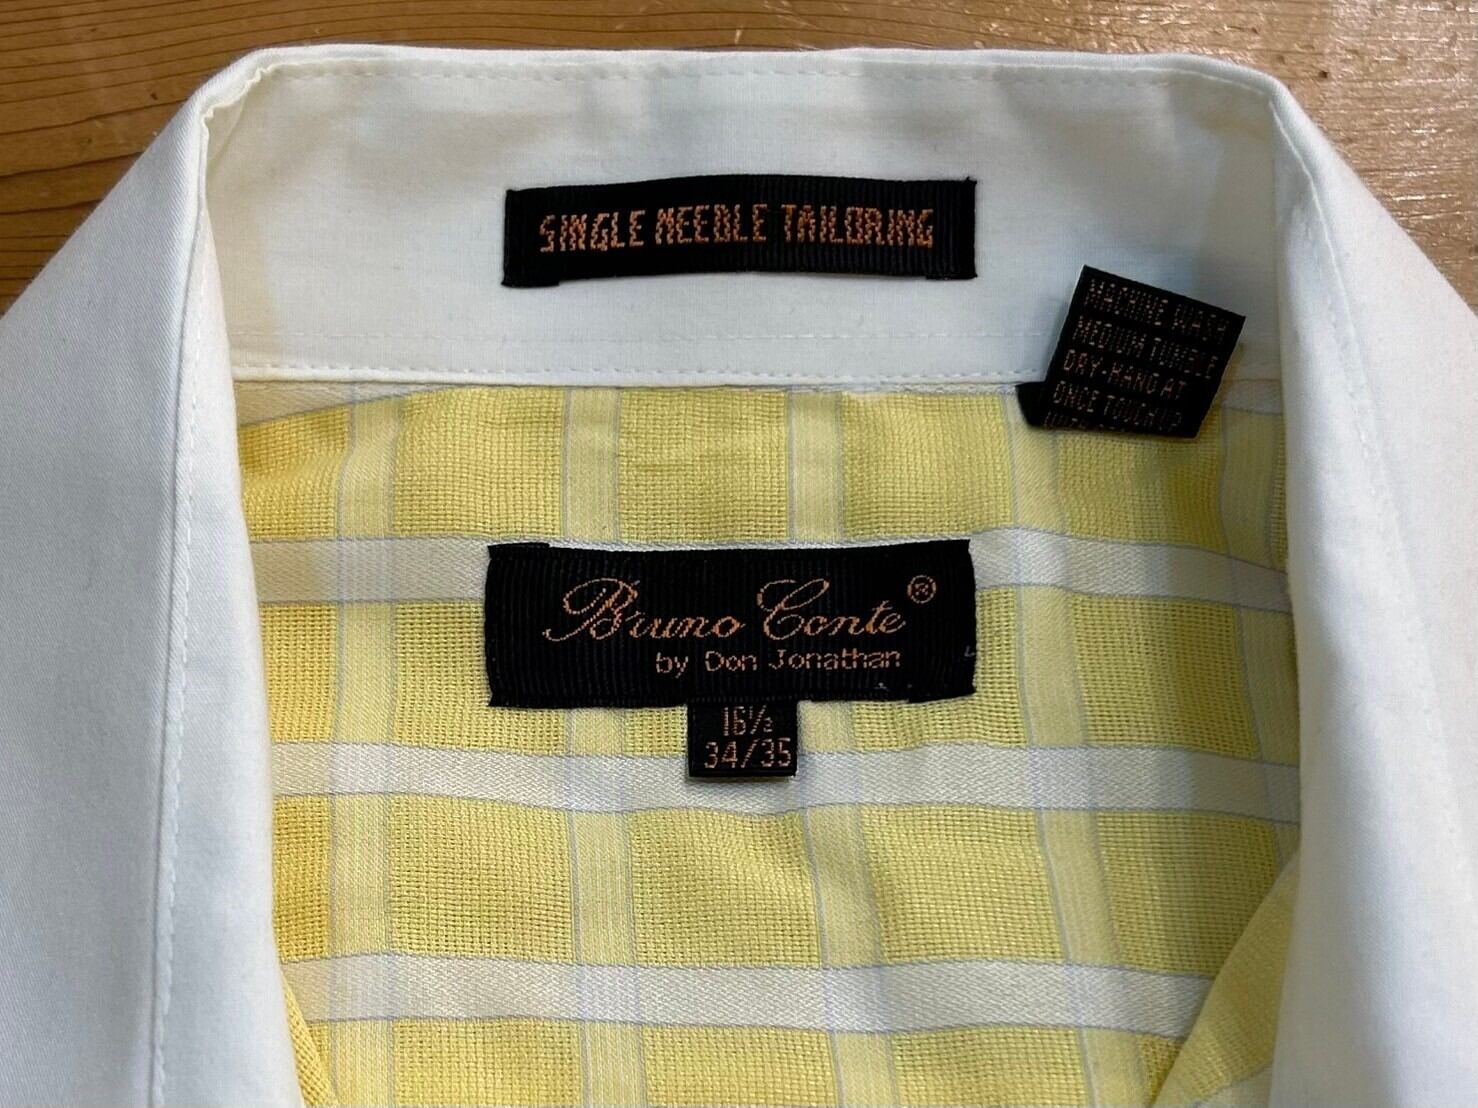 SINGLE NEEDLE TAILORING
MACHINE WASH
MEDIUM TUMBLE
DRY-HANG AT
ONCE TOUCH UP
Bruno Conte®
by Don Jonathan
16½
34/35